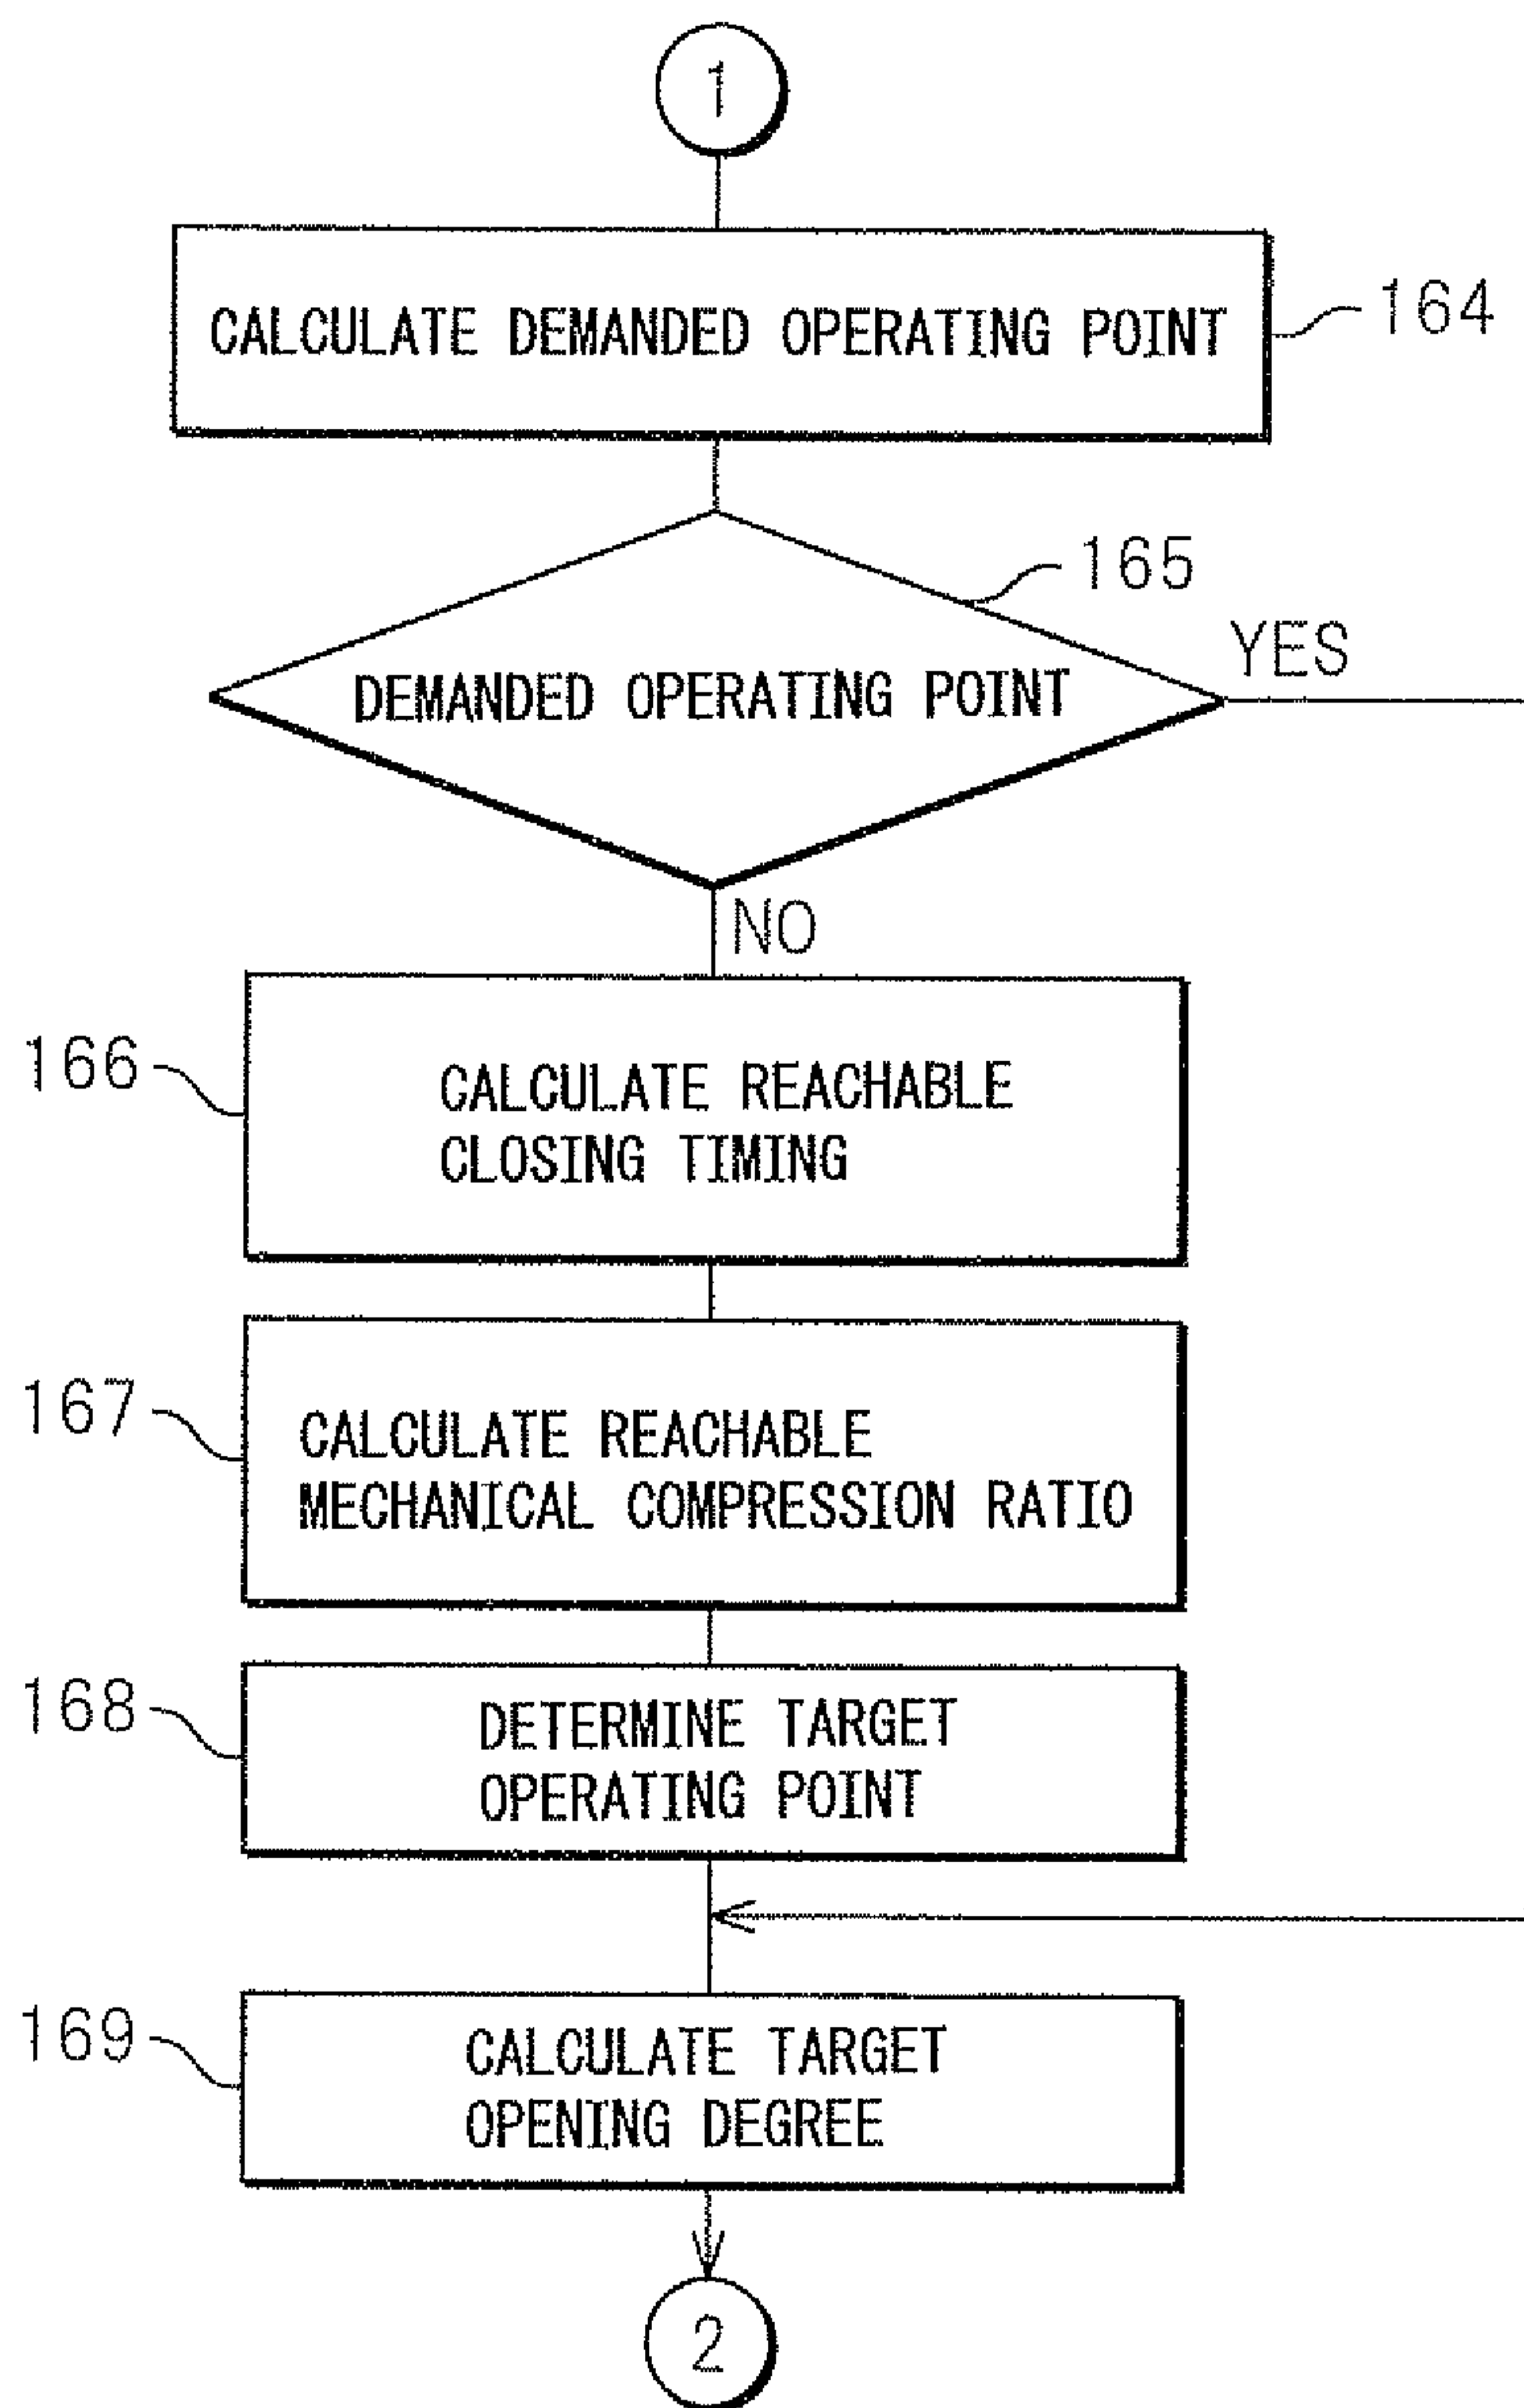 1
CALCULATE DEMANDED OPERATING POINT
164
165
YES
DEMANDED OPERATING POINT
NO
166
CALCULATE REACHABLE
CLOSING TIMING
167
CALCULATE REACHABLE
MECHANICAL COMPRESSION RATIO
168
DETERMINE TARGET
OPERATING POINT
169
CALCULATE TARGET
OPENING DEGREE
2